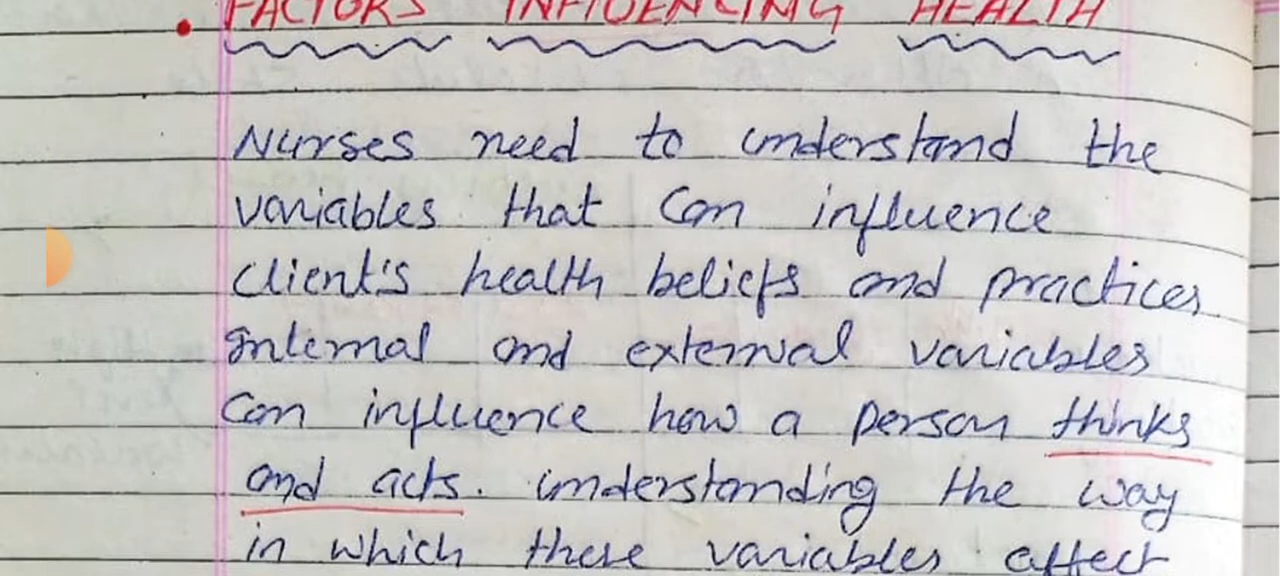 • FACTORS INFLUENCING HEALTH
Nurses need to understand the
variables that can influence
client's health beliefs and practices
Internal and external variables
can influence how a person thinks
and acts. understanding the way
in which these variables affect